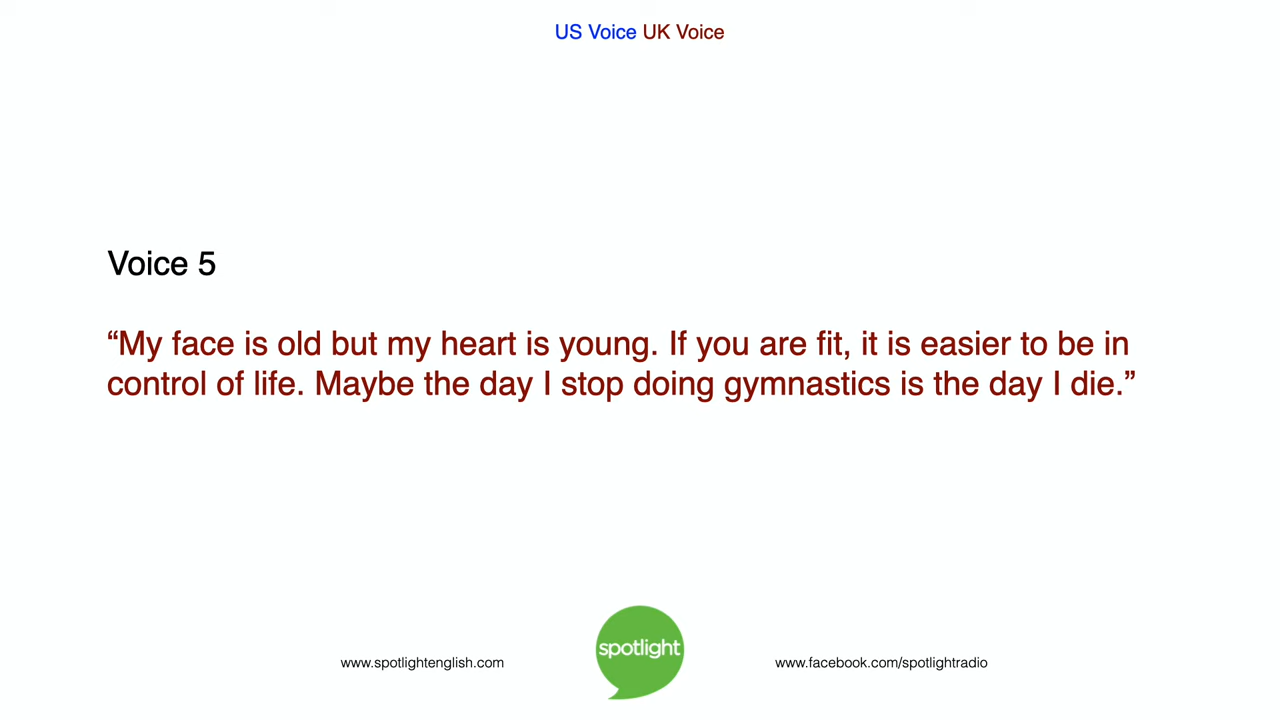 US Voice UK Voice
Voice 5
“My face is old but my heart is young. If you are fit, it is easier to be in
control of life. Maybe the day I stop doing gymnastics is the day I die.”
spotlight
www.spotlightenglish.com
www.facebook.com/spotlightradio